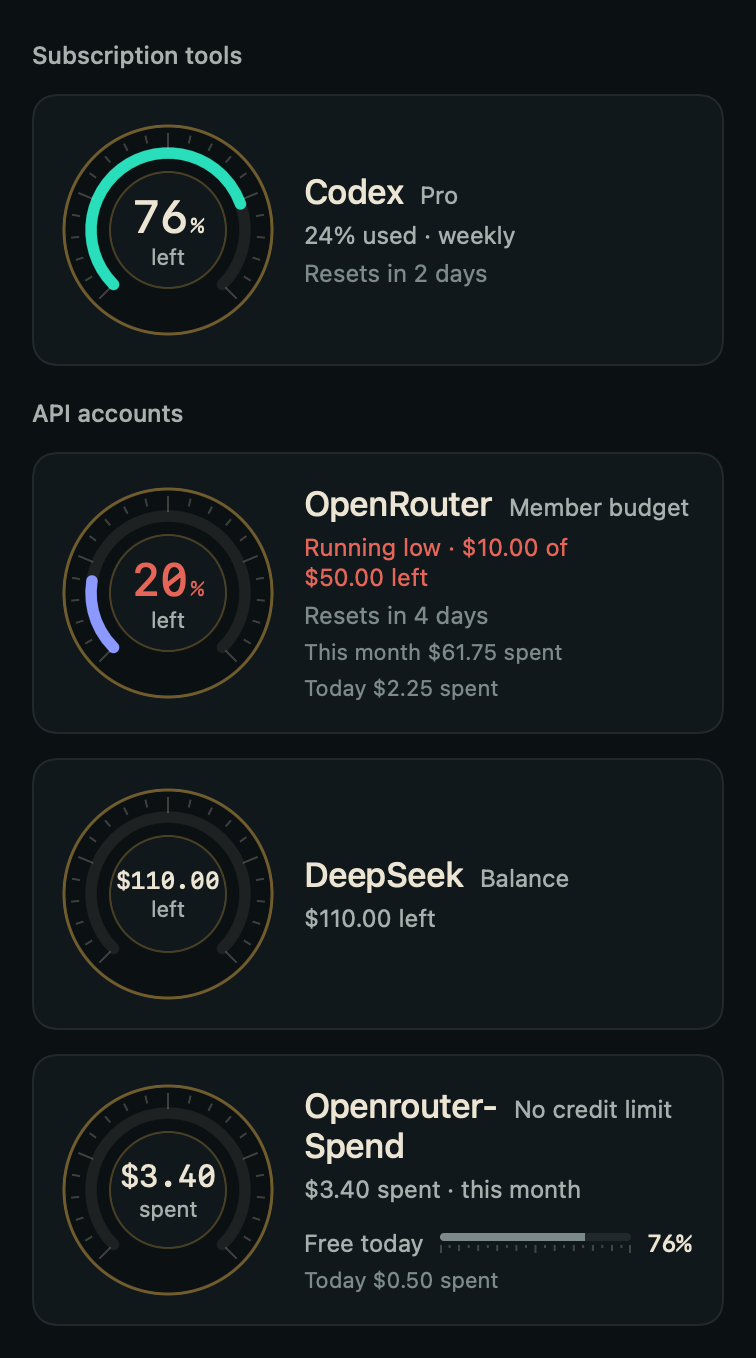 Subscription tools
76%
left
Codex Pro
24% used · weekly
Resets in 2 days
API accounts
20%
left
OpenRouter Member budget
Running low · $10.00 of
$50.00 left
Resets in 4 days
This month $61.75 spent
Today $2.25 spent
$110.00
left
DeepSeek Balance
$110.00 left
$3.40
spent
Openrouter- No credit limit
Spend
$3.40 spent · this month
Free today 76%
Today $0.50 spent